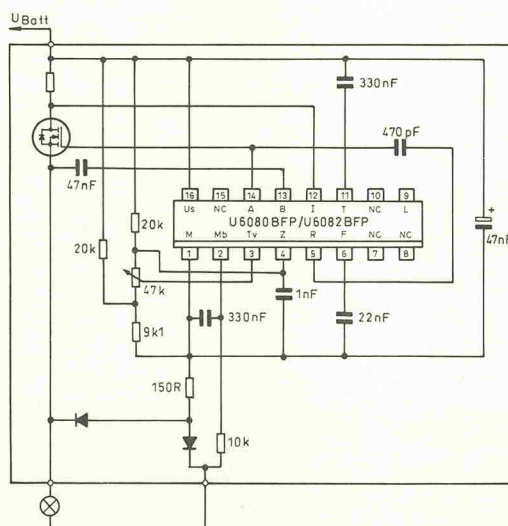 UBatt
330nF
470pF
47nF
16 15 14 13 12 11 10 9
Us NC A B I T NC L
U6080BFP/U6082BFP
M Mb Tv Z R F NC NC
1 2 3 4 5 6 7 8
+
47nF
20k
20k
47k
1nF
330nF
22nF
9k1
150R
10k